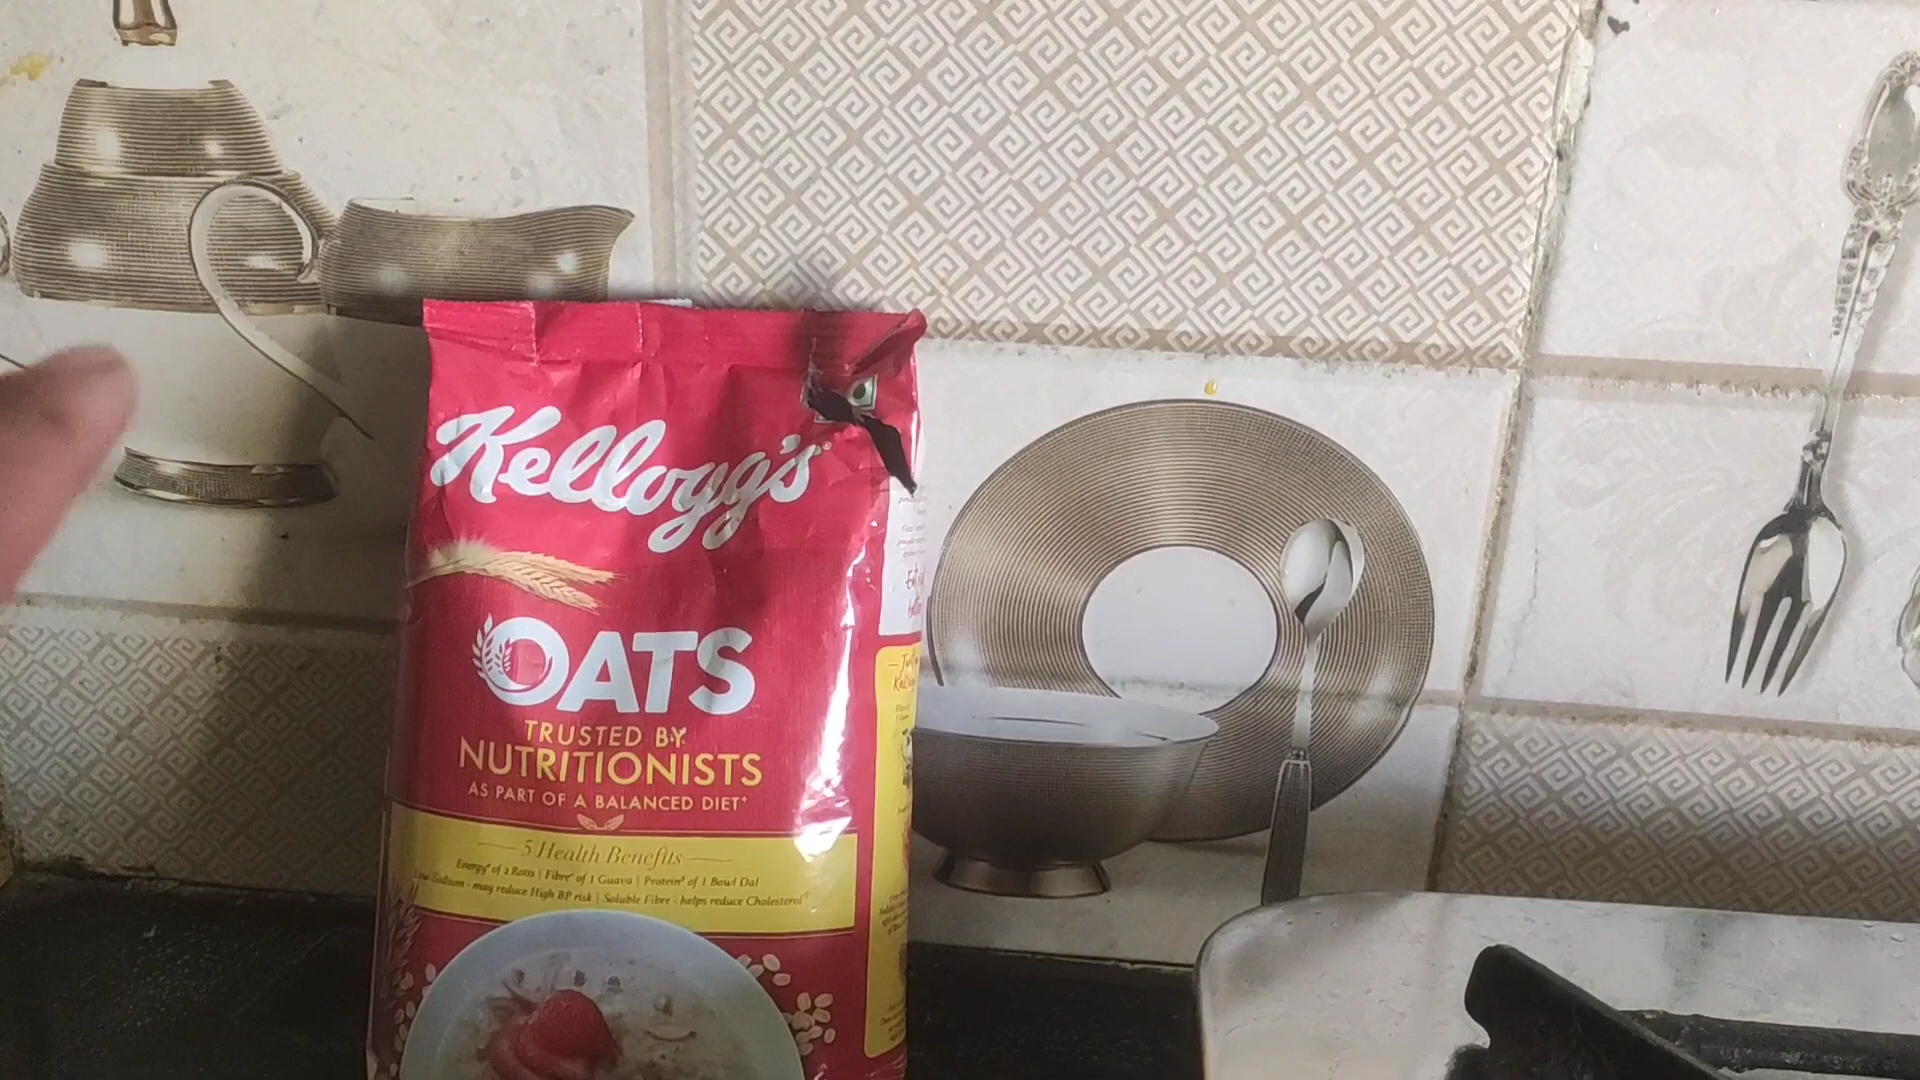 Kellogg's
OATS
TRUSTED BY
NUTRITIONISTS
AS PART OF A BALANCED DIET+
5 Health Benefits
Energy# of 2 Rotis | Fibre* of 1 Guava | Protein# of 1 Bowl Dal
Sodium - may reduce High BP risk | Soluble Fibre - helps reduce Cholesterol